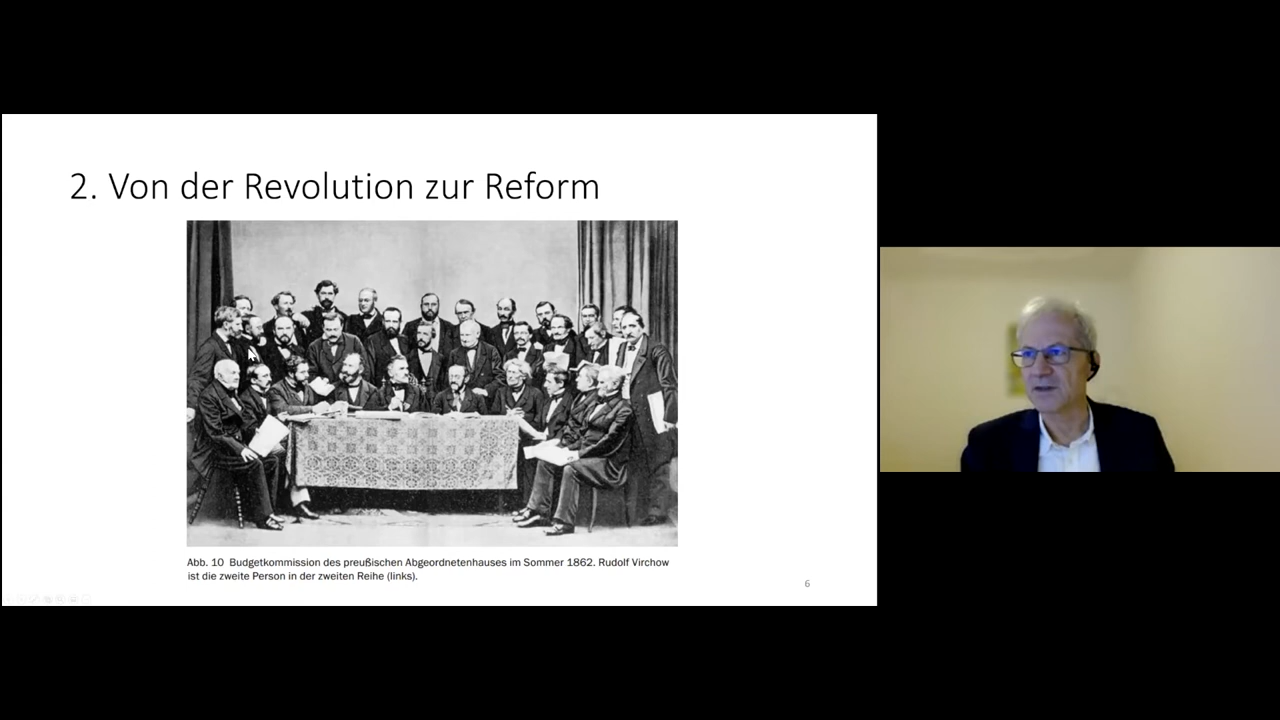 2. Von der Revolution zur Reform
Abb. 10 Budgetkommission des preußischen Abgeordnetenhauses im Sommer 1862. Rudolf Virchow
ist die zweite Person in der zweiten Reihe (links).
6